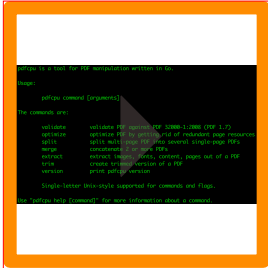 pdfcpu is a tool for PDF manipulation written in Go.
Usage:
pdfcpu command [arguments]
The commands are:
validate validate PDF against PDF 32000-1:2008 (PDF 1.7)
optimize optimize PDF by getting rid of redundant page resources
split split multi-page PDF into several single-page PDFs
merge concatenate 2 or more PDFs
extract extract images, fonts, content, pages out of a PDF
trim create trimmed version of a PDF
version print pdfcpu version
Single-letter Unix-style supported for commands and flags.
Use "pdfcpu help [command]" for more information about a command.